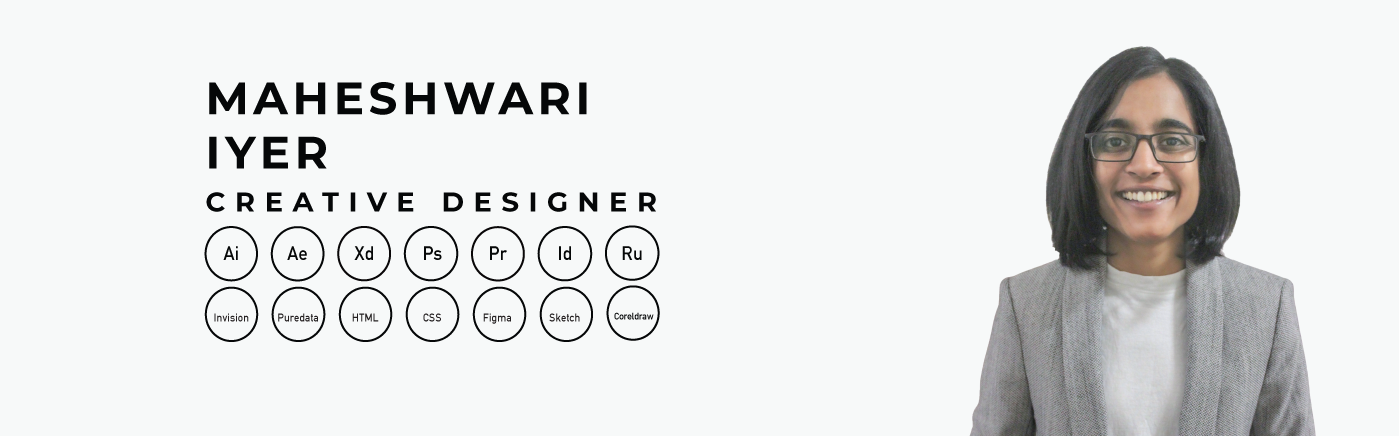 MAHESHWARI
IYER
CREATIVE DESIGNER
Ai Ae Xd Ps Pr Id Ru
Invision Puredata HTML CSS Figma Sketch Coreldraw